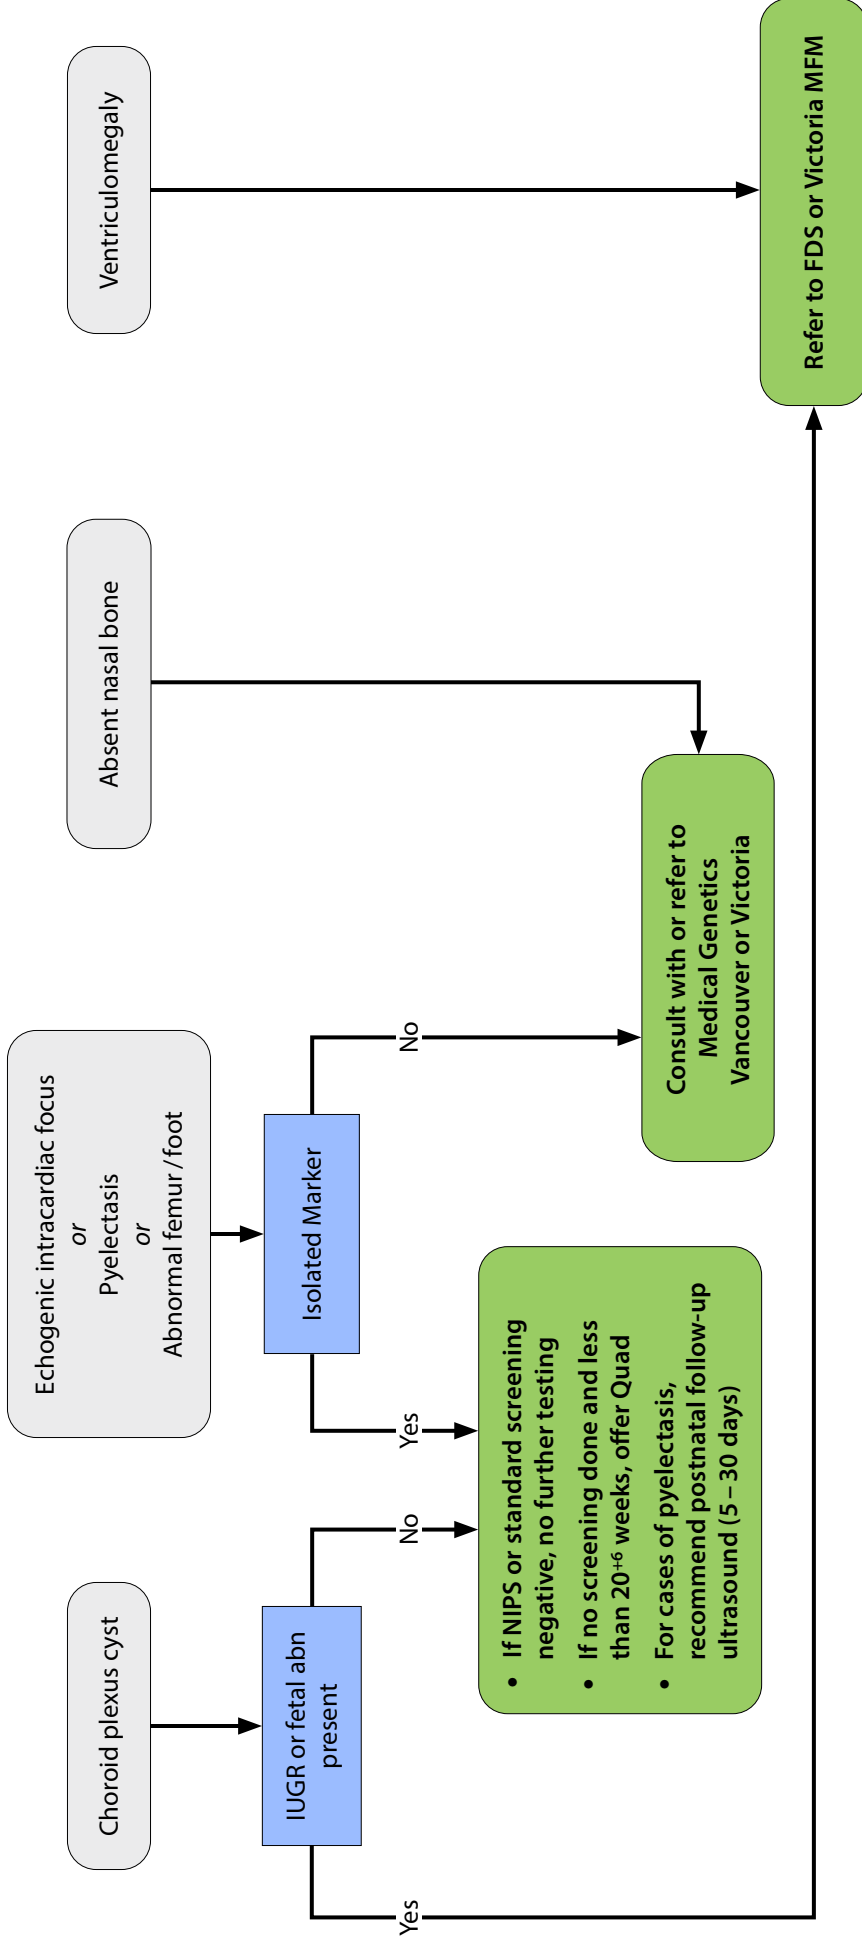 Choroid plexus cyst
IUGR or fetal abn
present
Yes
No
Echogenic intracardiac focus
or
Pyelectasis
or
Abnormal femur/foot
Isolated Marker
Yes
No
• If NIPS or standard screening
negative, no further testing
• If no screening done and less
than 20⁺⁶ weeks, offer Quad
• For cases of pyelectasis,
recommend postnatal follow-up
ultrasound (5 – 30 days)
Absent nasal bone
Consult with or refer to
Medical Genetics
Vancouver or Victoria
Ventriculomegaly
Refer to FDS or Victoria MFM